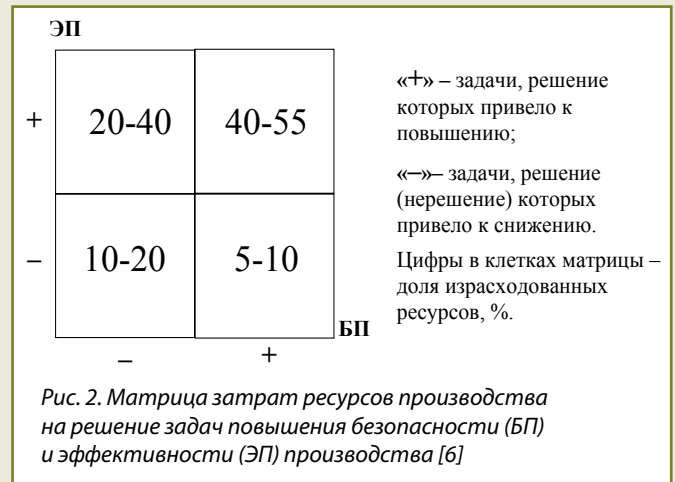 ЭП
+ 20-40 40-55
– 10-20 5-10
БП
– +
«+» – задачи, решение
которых привело к
повышению;
«–»– задачи, решение
(нерешение) которых
привело к снижению.
Цифры в клетках матрицы –
доля израсходованных
ресурсов, %.
Рис. 2. Матрица затрат ресурсов производства
на решение задач повышения безопасности (БП)
и эффективности (ЭП) производства [6]